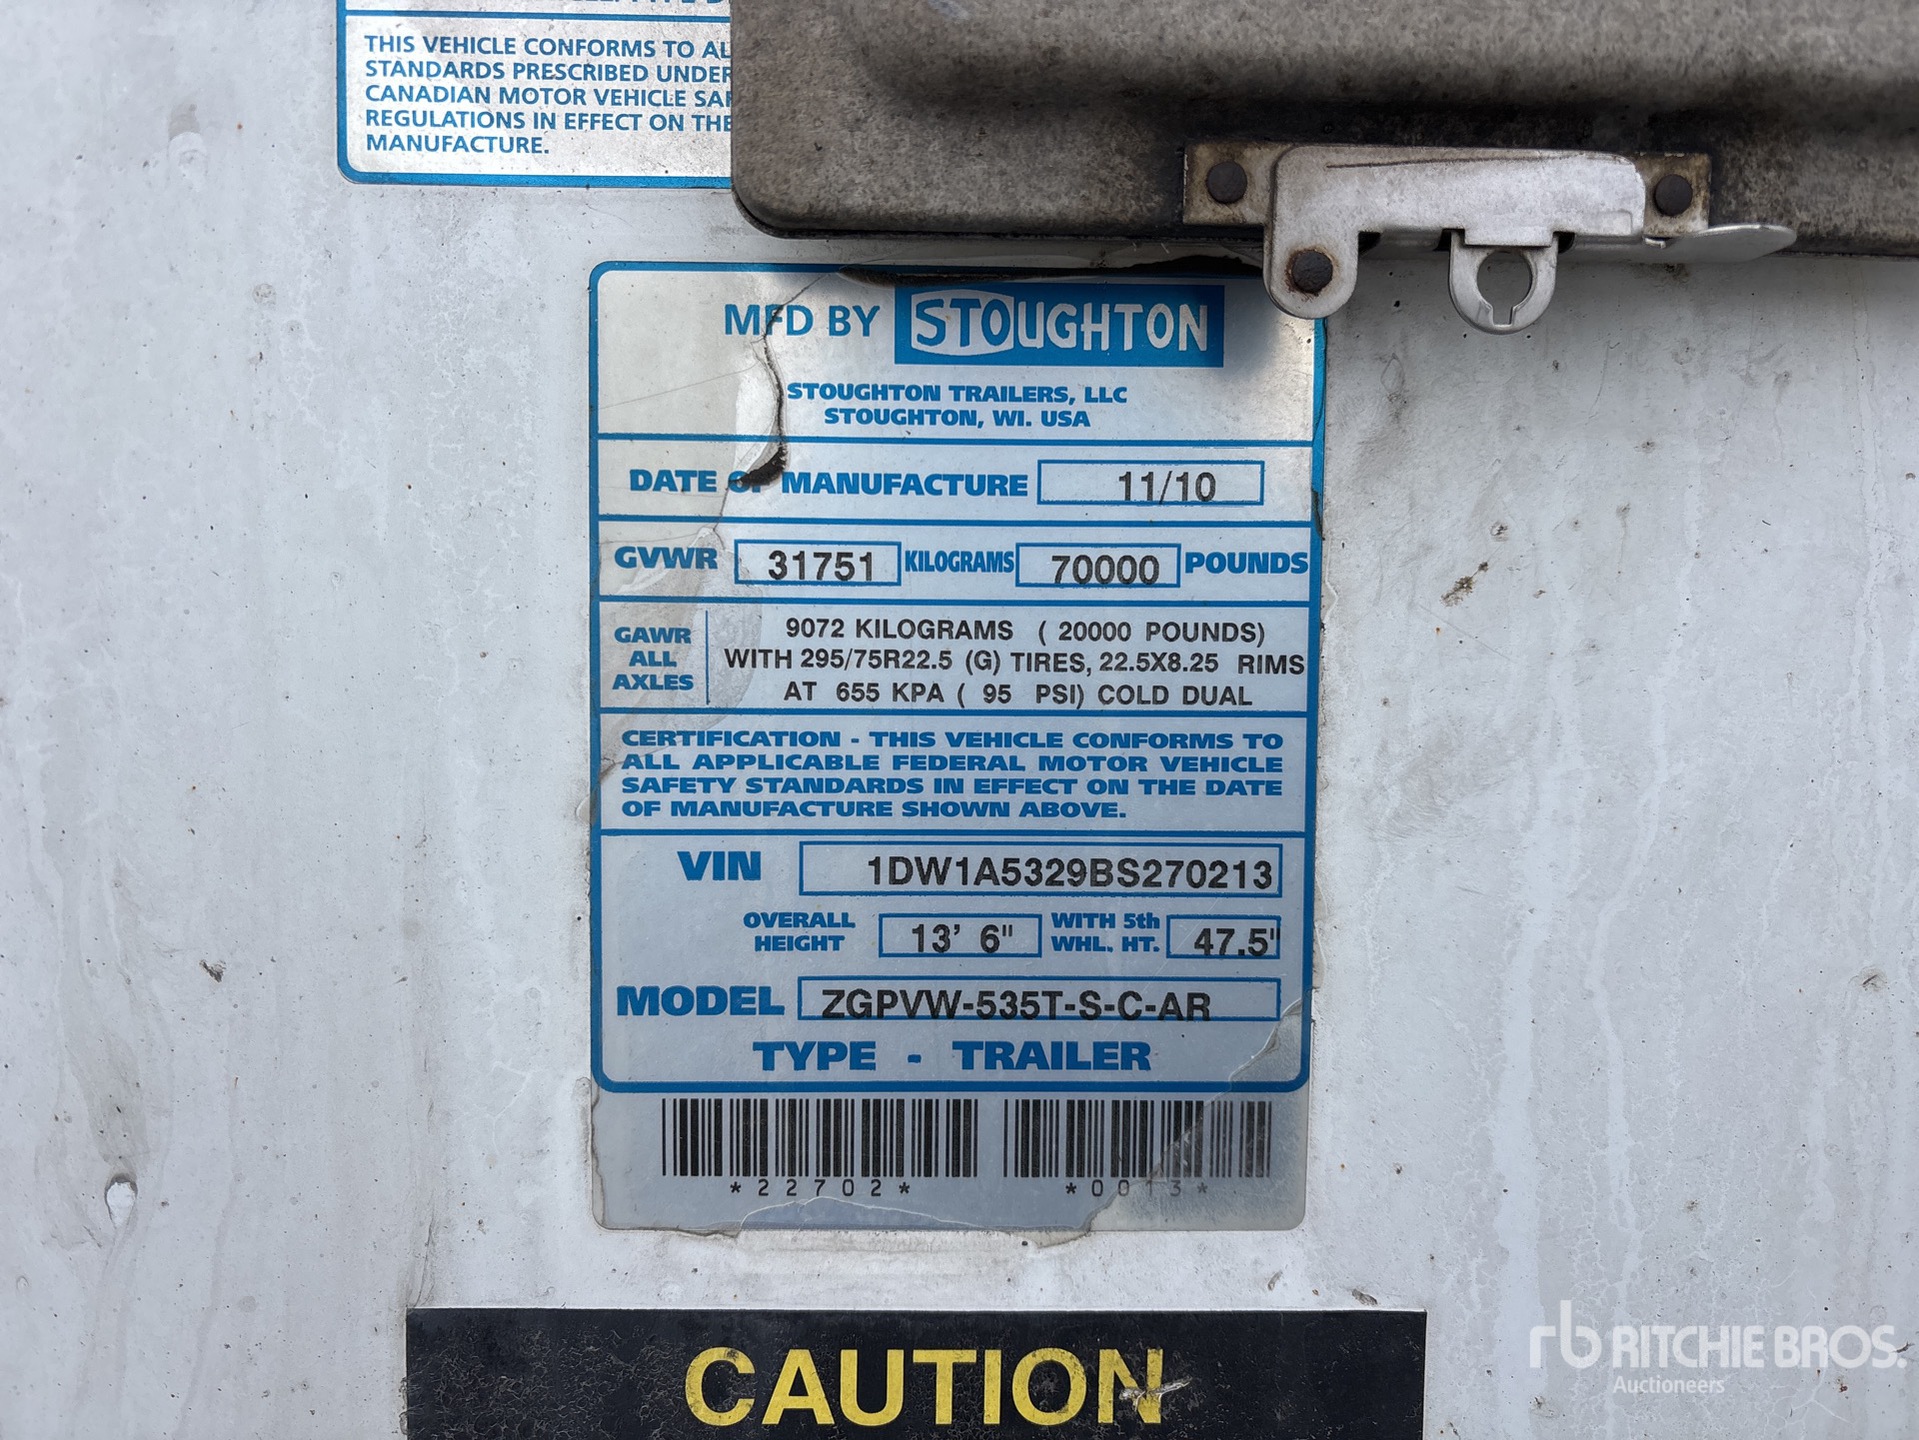 THIS VEHICLE CONFORMS TO AL
STANDARDS PRESCRIBED UNDER
CANADIAN MOTOR VEHICLE SAF
REGULATIONS IN EFFECT ON THE
MANUFACTURE.
MFD BY STOUGHTON
STOUGHTON TRAILERS, LLC
STOUGHTON, WI. USA
DATE OF MANUFACTURE 11/10
GVWR 31751 KILOGRAMS 70000 POUNDS
GAWR ALL AXLES
9072 KILOGRAMS ( 20000 POUNDS)
WITH 295/75R22.5 (G) TIRES, 22.5X8.25 RIMS
AT 655 KPA ( 95 PSI) COLD DUAL
CERTIFICATION - THIS VEHICLE CONFORMS TO
ALL APPLICABLE FEDERAL MOTOR VEHICLE
SAFETY STANDARDS IN EFFECT ON THE DATE
OF MANUFACTURE SHOWN ABOVE.
VIN 1DW1A5329BS270213
OVERALL HEIGHT 13' 6" WITH 5th WHL. HT. 47.5"
MODEL ZGPVW-535T-S-C-AR
TYPE - TRAILER
*22702* *0013*
CAUTION
rb RITCHIE BROS.
Auctioneers